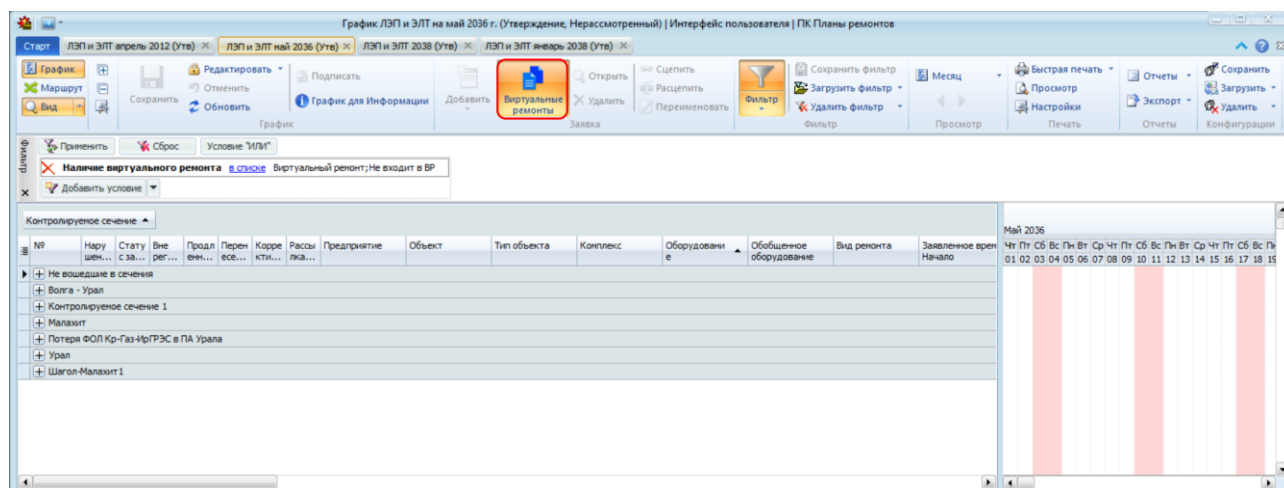 График ЛЭП и ЭЛТ на май 2036 г. (Утверждение, Нерассмотренный) | Интерфейс пользователя | ПК Планы ремонтов
Старт ЛЭП и ЭЛТ апрель 2012 (Утв) ЛЭП и ЭЛТ май 2036 (Утв) ЛЭП и ЭЛТ 2038 (Утв) ЛЭП и ЭЛТ январь 2038 (Утв)
График Редактировать Подписать Открыть Сцепить Сохранить фильтр Месяц Быстрая печать Отчеты Сохранить
Маршрут Сохранить Отменить Добавить Виртуальные ремонты Удалить Расцепить Фильтр Загрузить фильтр Просмотр Экспорт Загрузить
Вид Обновить График для Информации Переименовать Удалить фильтр Настройки Удалить
График Заявка Фильтр Просмотр Печать Отчеты Конфигурации
Фильтр
Применить Сброс Условие "ИЛИ"
Наличие виртуального ремонта в списке Виртуальный ремонт;Не входит в ВР
Добавить условие
Контролируемое сечение
Май 2036
№ Нару Стату Вне Продл Перен Корре Рассы Предприятие Объект Тип объекта Комплекс Оборудовани Обобщенное Вид ремонта Заявленное врем Чт Пт Сб Вс Пн Вт Ср Чт Пт Сб Вс Пн Вт Ср Чт Пт Сб Вс Пн
шен... с за... рег... енн... есе... кти... лка... е оборудование Начало 01 02 03 04 05 06 07 08 09 10 11 12 13 14 15 16 17 18 19
Не вошедшие в сечения
Волга - Урал
Контролируемое сечение 1
Малахит
Потеря ФОЛ Кр-Газ-ИрГРЭС в ПА Урала
Урал
Шагол-Малахит1